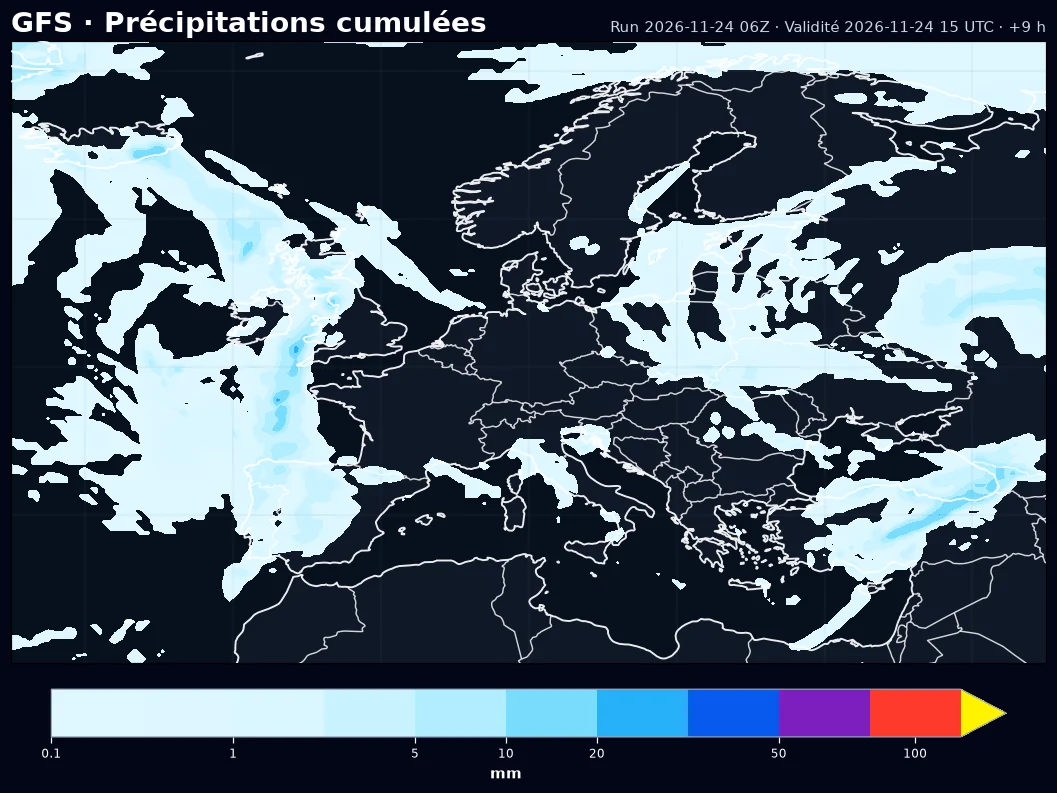 GFS · Précipitations cumulées
Run 2026-11-24 06Z · Validité 2026-11-24 15 UTC · +9 h
0.1 1 5 10 20 50 100
mm